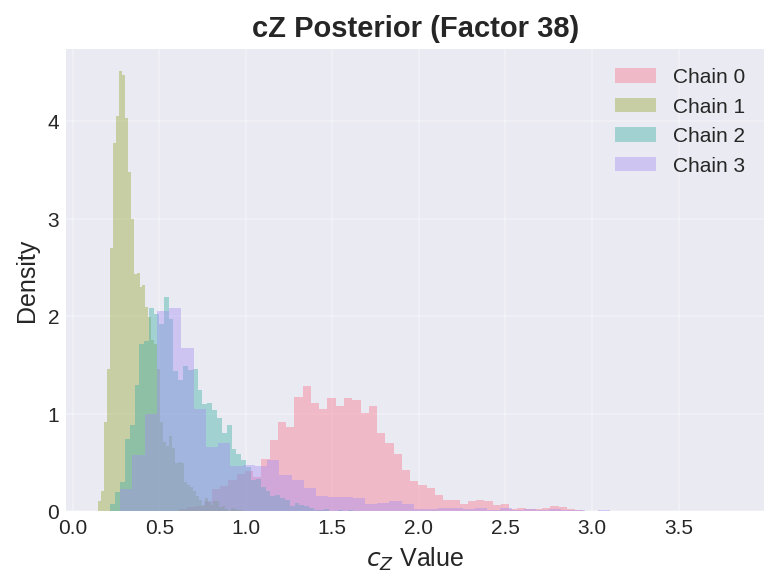 cZ Posterior (Factor 38)
Chain 0
Chain 1
Chain 2
Chain 3
Density
4
3
2
1
0
0.0 0.5 1.0 1.5 2.0 2.5 3.0 3.5
c_Z Value